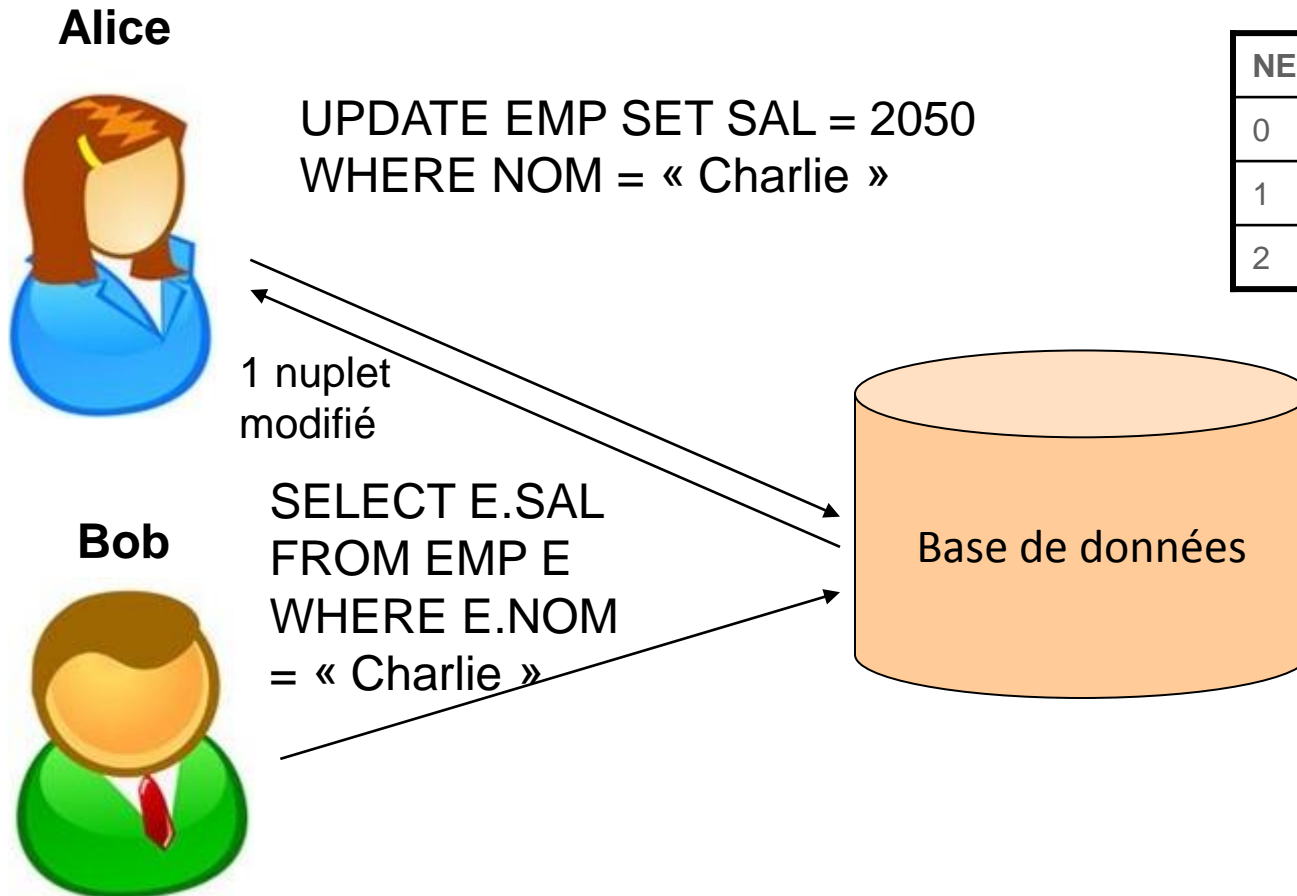 Alice
UPDATE EMP SET SAL = 2050
WHERE NOM = « Charlie »
NE
0
1
2
1 nuplet
modifié
Bob
SELECT E.SAL
FROM EMP E
WHERE E.NOM
= « Charlie »
Base de données